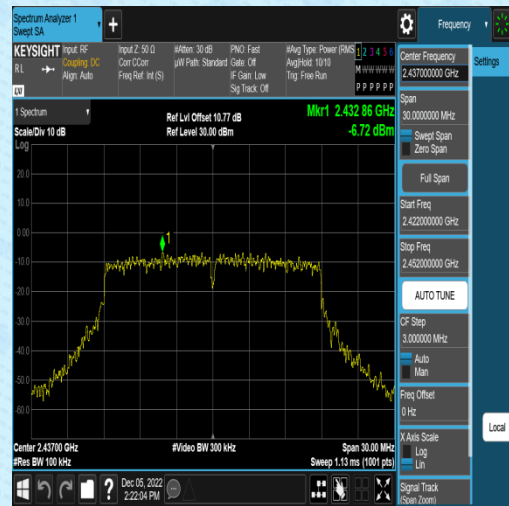 Spectrum Analyzer 1
Swept SA
Frequency
KEYSIGHT
RL
LXI
Input: RF
Coupling: DC
Align: Auto
Input Z: 50 Ω
Corr CCorr
Freq Ref: Int (S)
#Atten: 30 dB
µW Path: Standard
PNO: Fast
Gate: Off
IF Gain: Low
Sig Track: Off
#Avg Type: Power (RMS
Avg|Hold: 10/10
Trig: Free Run
1 2 3 4 5 6
M W W W W W
P P P P P P
Settings
1 Spectrum
Scale/Div 10 dB
Ref Lvl Offset 10.77 dB
Ref Level 30.00 dBm
Mkr1 2.432 86 GHz
-6.72 dBm
Log
20.0
10.0
0.00
-10.0
-20.0
-30.0
-40.0
-50.0
-60.0
1
Center 2.43700 GHz
#Res BW 100 kHz
#Video BW 300 kHz
Span 30.00 MHz
Sweep 1.13 ms (1001 pts)
Dec 05, 2022
2:22:04 PM
Center Frequency
2.437000000 GHz
Span
30.0000000 MHz
Swept Span
Zero Span
Full Span
Start Freq
2.422000000 GHz
Stop Freq
2.452000000 GHz
AUTO TUNE
CF Step
3.000000 MHz
Auto
Man
Freq Offset
0 Hz
X Axis Scale
Log
Lin
Signal Track
(Span Zoom)
Local